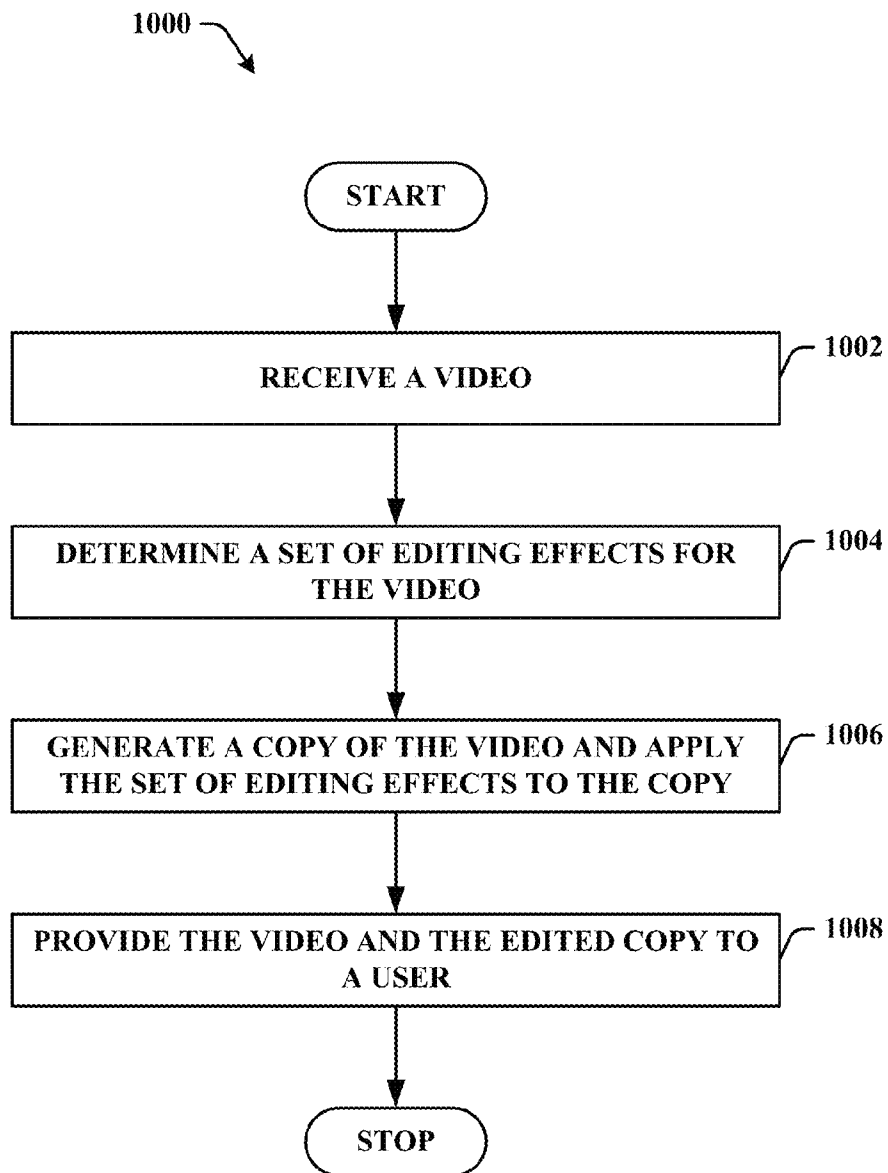 1000
START
RECEIVE A VIDEO
1002
DETERMINE A SET OF EDITING EFFECTS FOR
THE VIDEO
1004
GENERATE A COPY OF THE VIDEO AND APPLY
THE SET OF EDITING EFFECTS TO THE COPY
1006
PROVIDE THE VIDEO AND THE EDITED COPY TO
A USER
1008
STOP